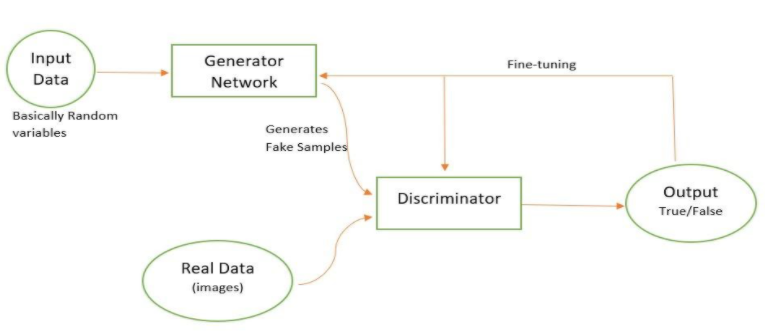 Input
Data
Basically Random
variables
Generator
Network
Fine-tuning
Generates
Fake Samples
Discriminator
Output
True/False
Real Data
(images)